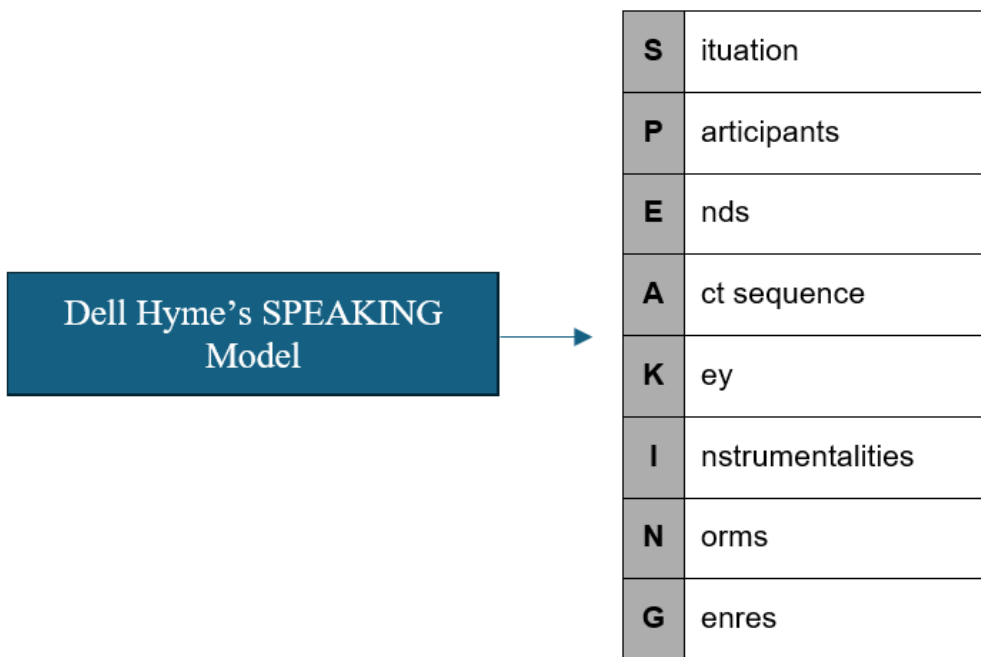 Dell Hyme’s SPEAKING
Model
S ituation
P articipants
E nds
A ct sequence
K ey
I nstrumentalities
N orms
G enres